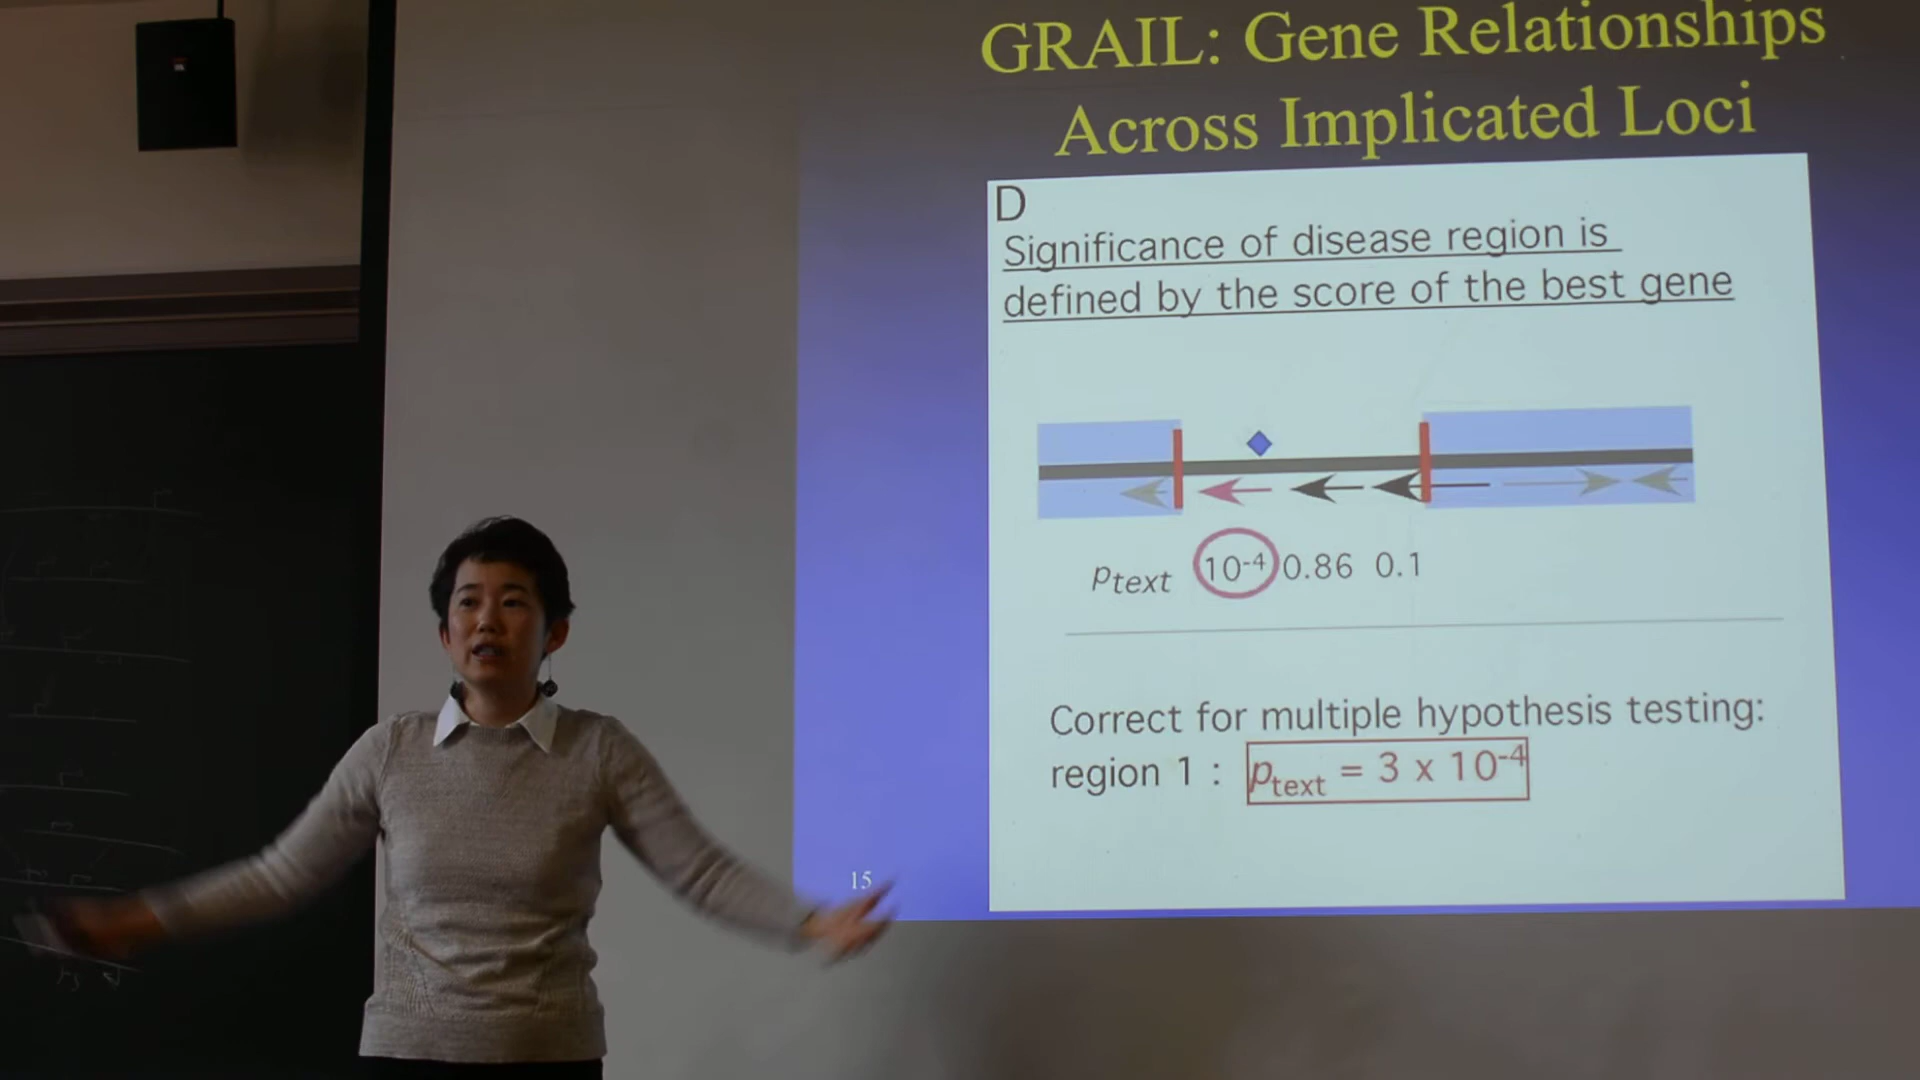 GRAIL: Gene Relationships
Across Implicated Loci
D
Significance of disease region is
defined by the score of the best gene
ptext 10-4 0.86 0.1
Correct for multiple hypothesis testing:
region 1 : ptext = 3 x 10-4
15